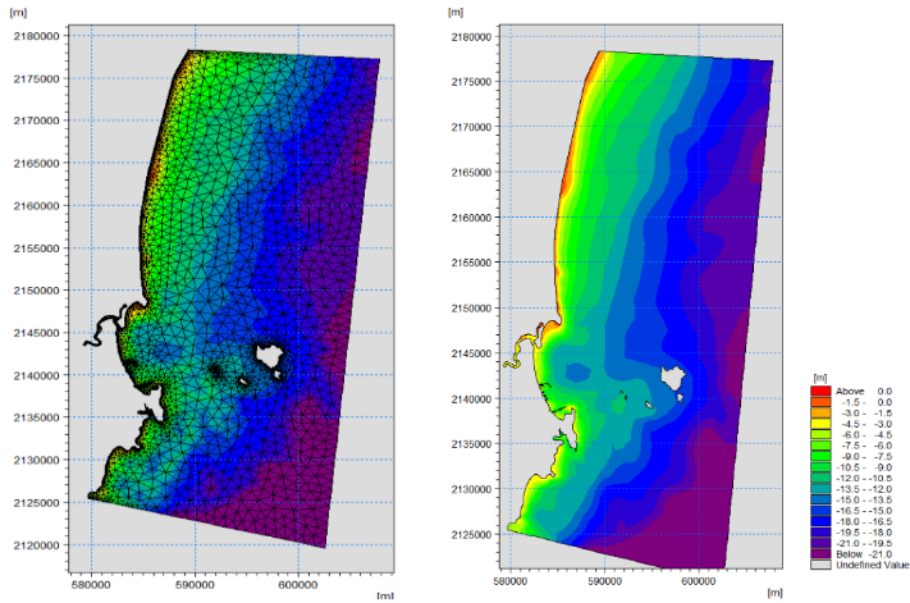 [m]
2180000
2175000
2170000
2165000
2160000
2155000
2150000
2145000
2140000
2135000
2130000
2125000
2120000
580000 590000 600000
[m]
[m]
2180000
2175000
2170000
2165000
2160000
2155000
2150000
2145000
2140000
2135000
2130000
2125000
580000 590000 600000
[m]
[m]
Above 0.0
-1.5 - 0.0
-3.0 - -1.5
-4.5 - -3.0
-6.0 - -4.5
-7.5 - -6.0
-9.0 - -7.5
-10.5 - -9.0
-12.0 - -10.5
-13.5 - -12.0
-15.0 - -13.5
-16.5 - -15.0
-18.0 - -16.5
-19.5 - -18.0
-21.0 - -19.5
Below -21.0
Undefined Value